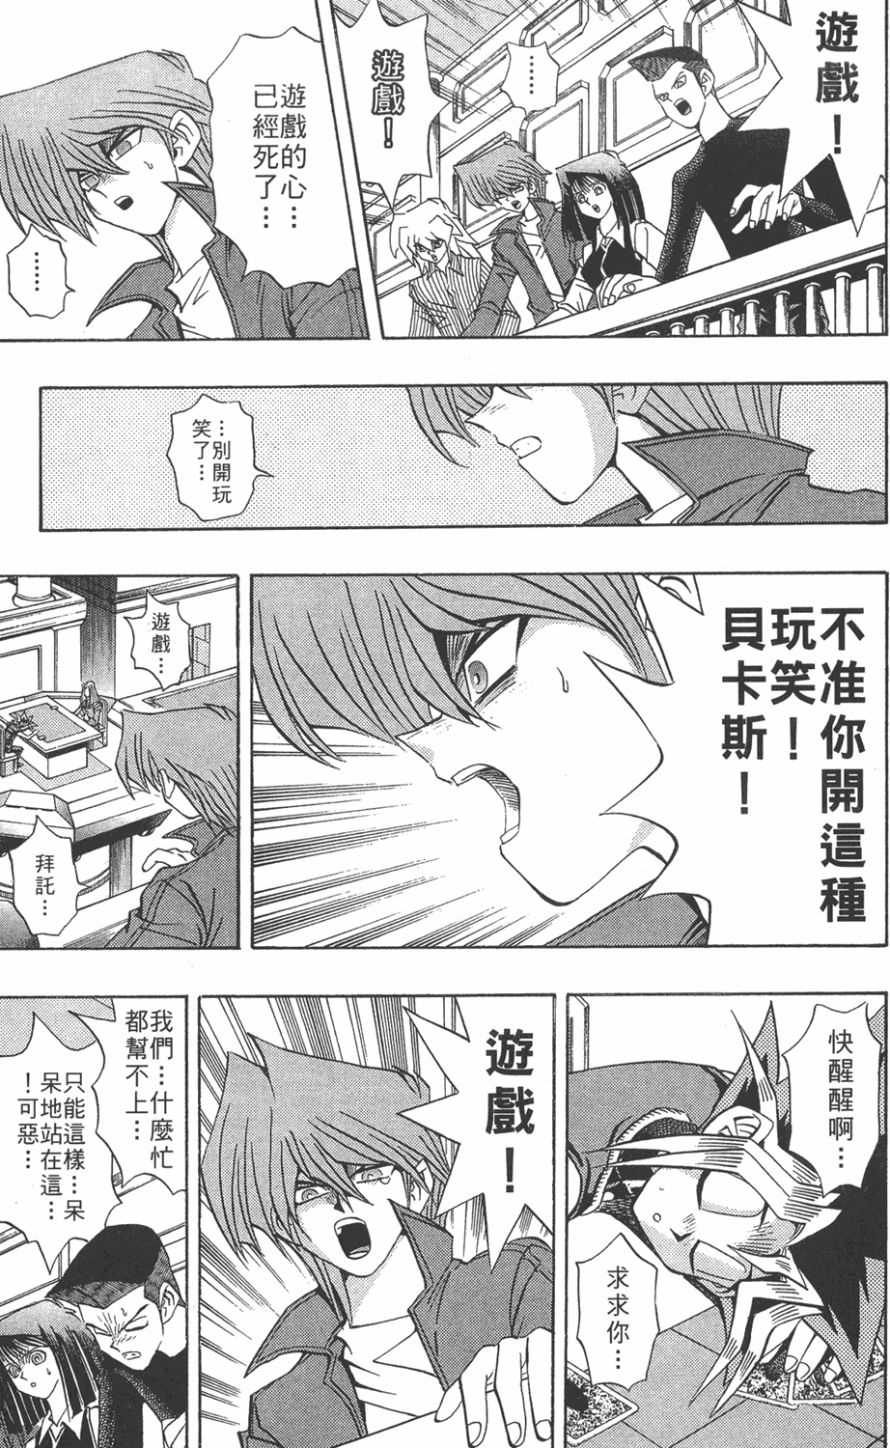 遊戲！
⋯⋯
遊戲！
遊戲的心⋯
已經死了⋯
⋯⋯
⋯別開玩
笑了⋯
不准你開這種
玩笑！
貝卡斯！
遊戲⋯
拜託⋯
快醒醒啊⋯
求求你⋯
遊戲！
我們⋯什麼忙
都幫不上⋯
只能這樣⋯呆
呆地站在這⋯
！可惡⋯